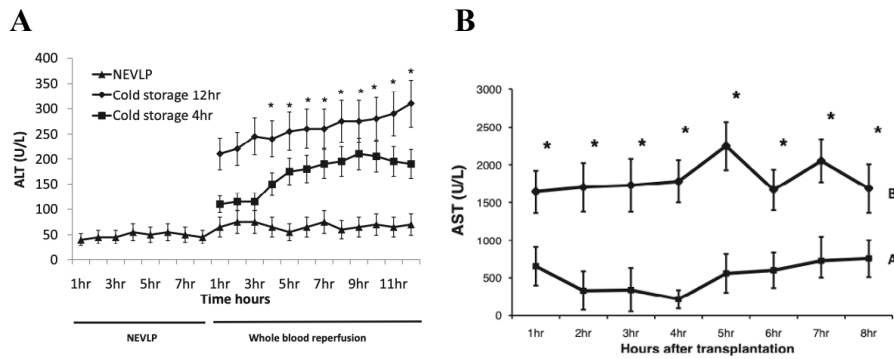 A
ALT (U/L)
400
350
300
250
200
150
100
50
0
NEVLP
Cold storage 12hr
Cold storage 4hr
* * * * * * * * *
1hr 3hr 5hr 7hr 1hr 3hr 5hr 7hr 9hr 11hr
Time hours
NEVLP
Whole blood reperfusion
B
AST (U/L)
3000
2500
2000
1500
1000
500
0
* * * * * * * *
B
A
1hr 2hr 3hr 4hr 5hr 6hr 7hr 8hr
Hours after transplantation